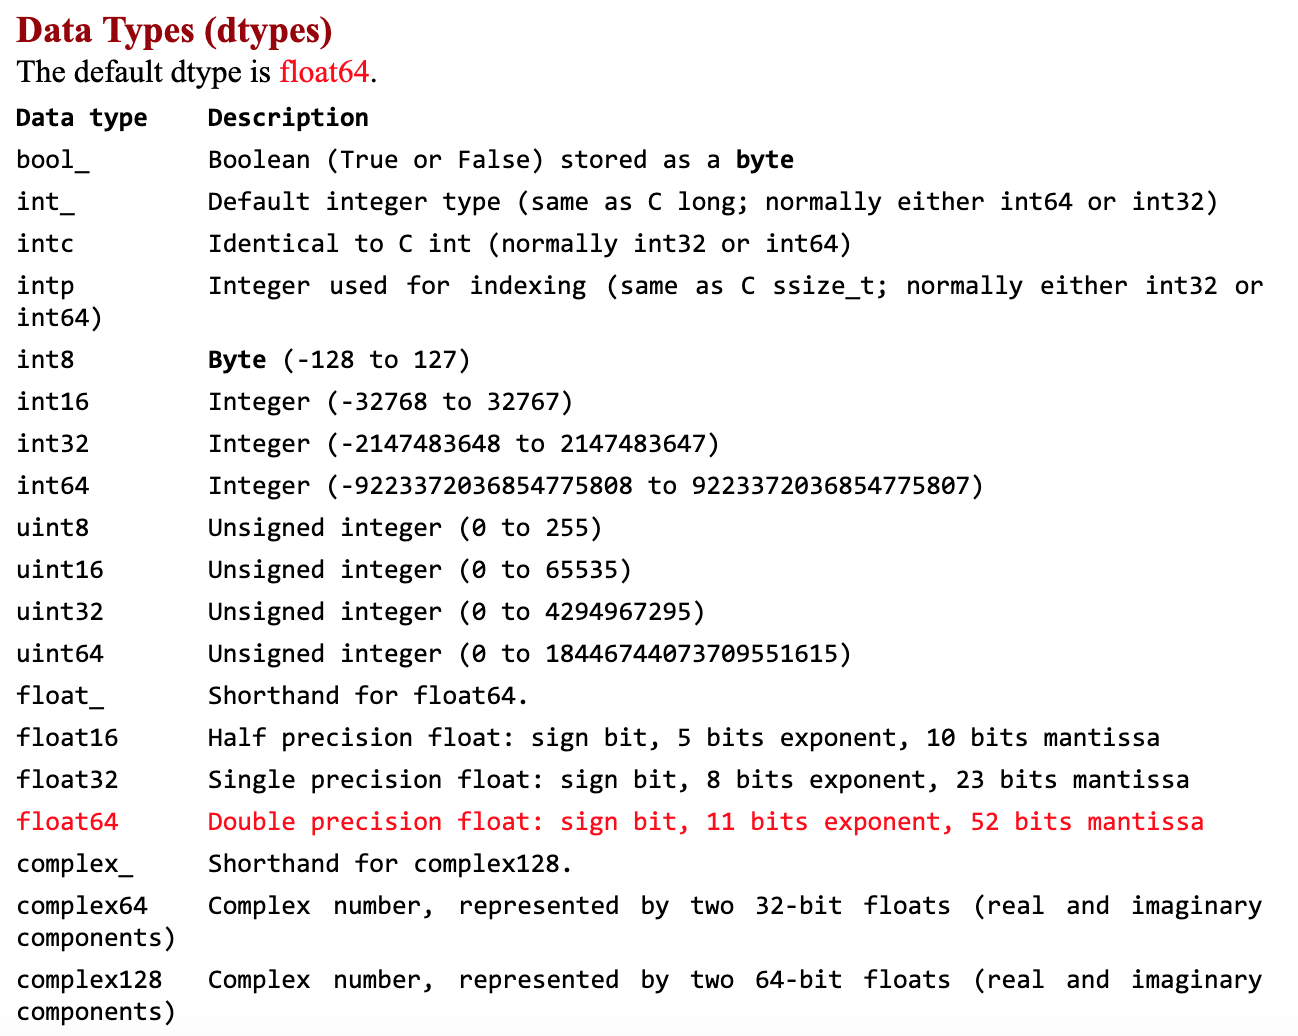 Data Types (dtypes)
The default dtype is float64.
Data type Description
bool_ Boolean (True or False) stored as a byte
int_ Default integer type (same as C long; normally either int64 or int32)
intc Identical to C int (normally int32 or int64)
intp Integer used for indexing (same as C ssize_t; normally either int32 or
int64)
int8 Byte (-128 to 127)
int16 Integer (-32768 to 32767)
int32 Integer (-2147483648 to 2147483647)
int64 Integer (-9223372036854775808 to 9223372036854775807)
uint8 Unsigned integer (0 to 255)
uint16 Unsigned integer (0 to 65535)
uint32 Unsigned integer (0 to 4294967295)
uint64 Unsigned integer (0 to 18446744073709551615)
float_ Shorthand for float64.
float16 Half precision float: sign bit, 5 bits exponent, 10 bits mantissa
float32 Single precision float: sign bit, 8 bits exponent, 23 bits mantissa
float64 Double precision float: sign bit, 11 bits exponent, 52 bits mantissa
complex_ Shorthand for complex128.
complex64 Complex number, represented by two 32-bit floats (real and imaginary
components)
complex128 Complex number, represented by two 64-bit floats (real and imaginary
components)